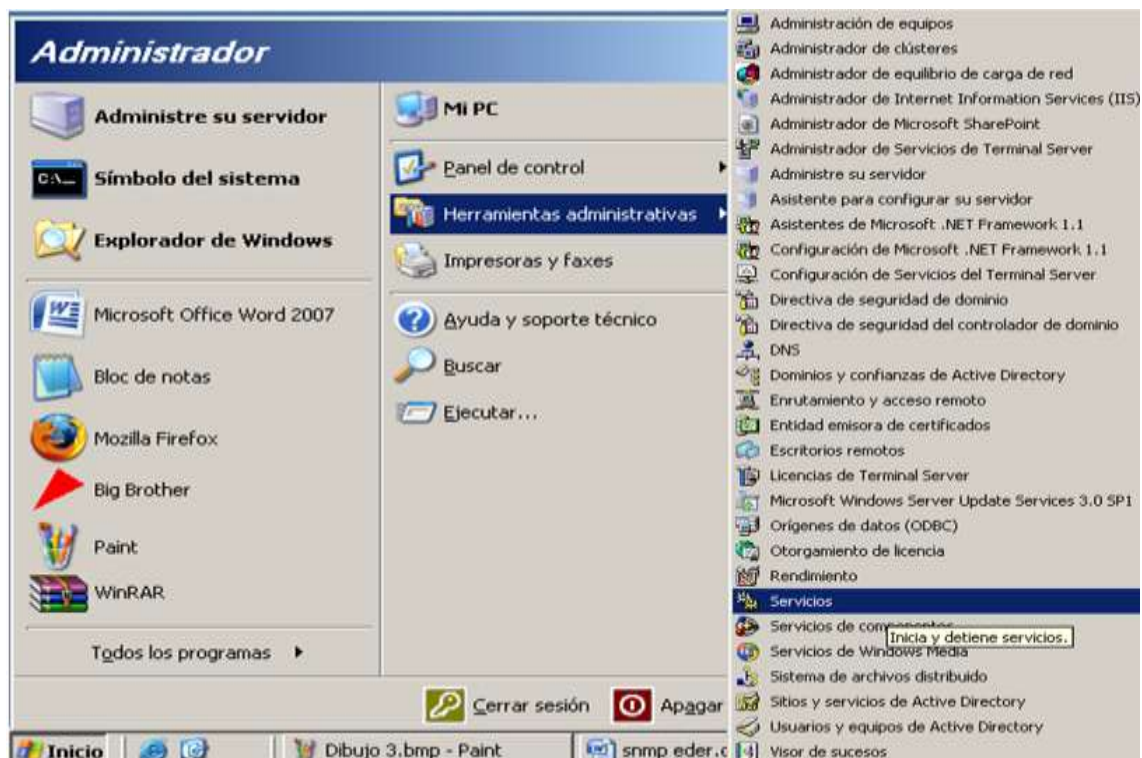 Administrador
Administre su servidor
C:\_
Símbolo del sistema
Explorador de Windows
Microsoft Office Word 2007
Bloc de notas
Mozilla Firefox
Big Brother
Paint
WinRAR
Todos los programas
Mi PC
Panel de control
Herramientas administrativas
Impresoras y faxes
Ayuda y soporte técnico
Buscar
Ejecutar...
Cerrar sesión
Apagar
Administración de equipos
Administrador de clústeres
Administrador de equilibrio de carga de red
Administrador de Internet Information Services (IIS)
Administrador de Microsoft SharePoint
Administrador de Servicios de Terminal Server
Administre su servidor
Asistente para configurar su servidor
Asistentes de Microsoft .NET Framework 1.1
Configuración de Microsoft .NET Framework 1.1
Configuración de Servicios del Terminal Server
Directiva de seguridad de dominio
Directiva de seguridad del controlador de dominio
DNS
Dominios y confianzas de Active Directory
Enrutamiento y acceso remoto
Entidad emisora de certificados
Escritorios remotos
Licencias de Terminal Server
Microsoft Windows Server Update Services 3.0 SP1
Orígenes de datos (ODBC)
Otorgamiento de licencia
Rendimiento
Servicios
Servicios de componentes
Inicia y detiene servicios.
Servicios de Windows Media
Sistema de archivos distribuido
Sitios y servicios de Active Directory
Usuarios y equipos de Active Directory
Visor de sucesos
Inicio
Dibujo 3.bmp - Paint
snmp eder.